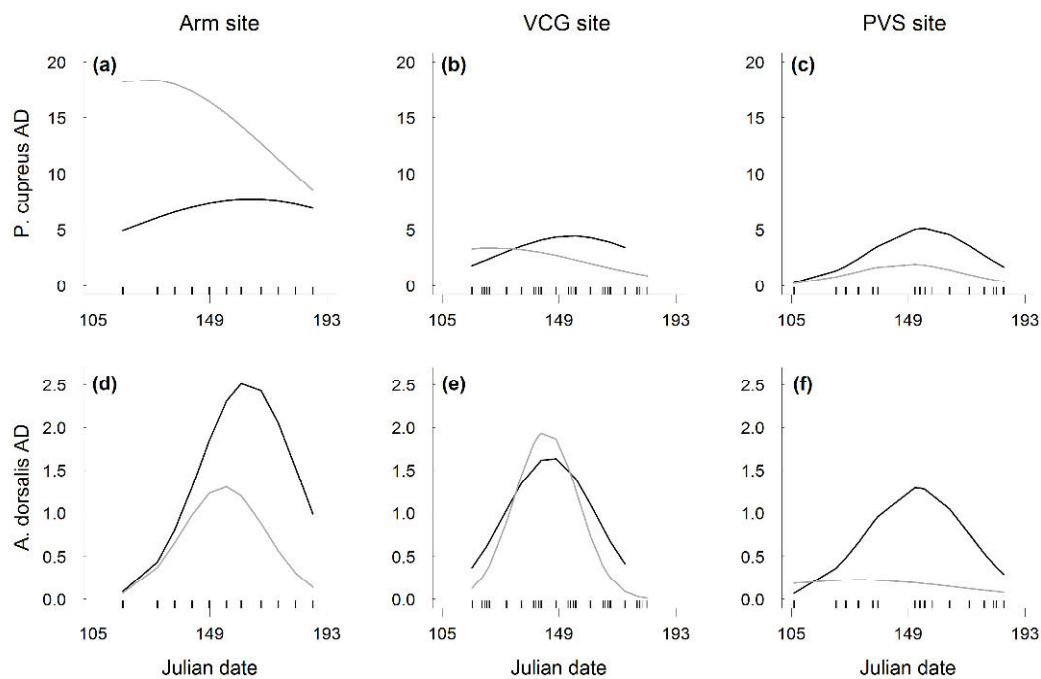 Arm site VCG site PVS site
(a) (b) (c)
P. cupreus AD
20 20 20
15 15 15
10 10 10
5 5 5
0 0 0
105 149 193 105 149 193 105 149 193
(d) (e) (f)
A. dorsalis AD
2.5 2.5 2.5
2.0 2.0 2.0
1.5 1.5 1.5
1.0 1.0 1.0
0.5 0.5 0.5
0.0 0.0 0.0
105 149 193 105 149 193 105 149 193
Julian date Julian date Julian date